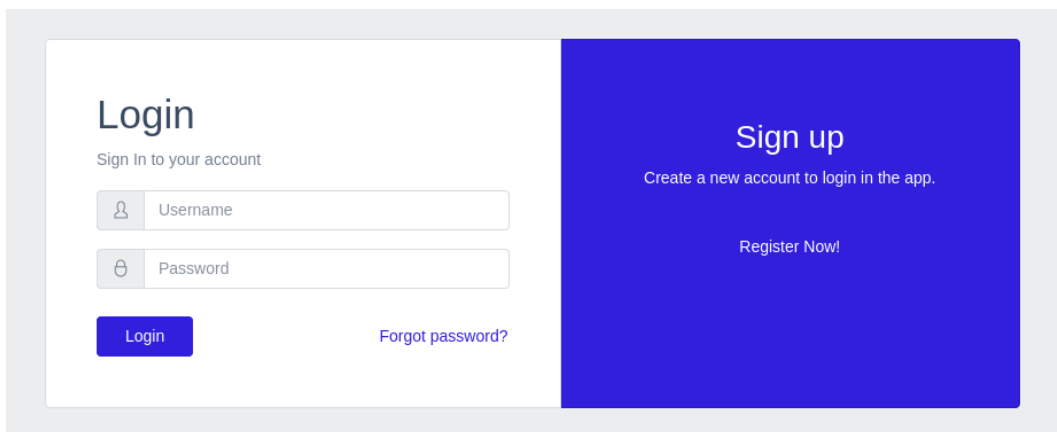 Login
Sign In to your account
Username
Password
Login
Forgot password?
Sign up
Create a new account to login in the app.
Register Now!